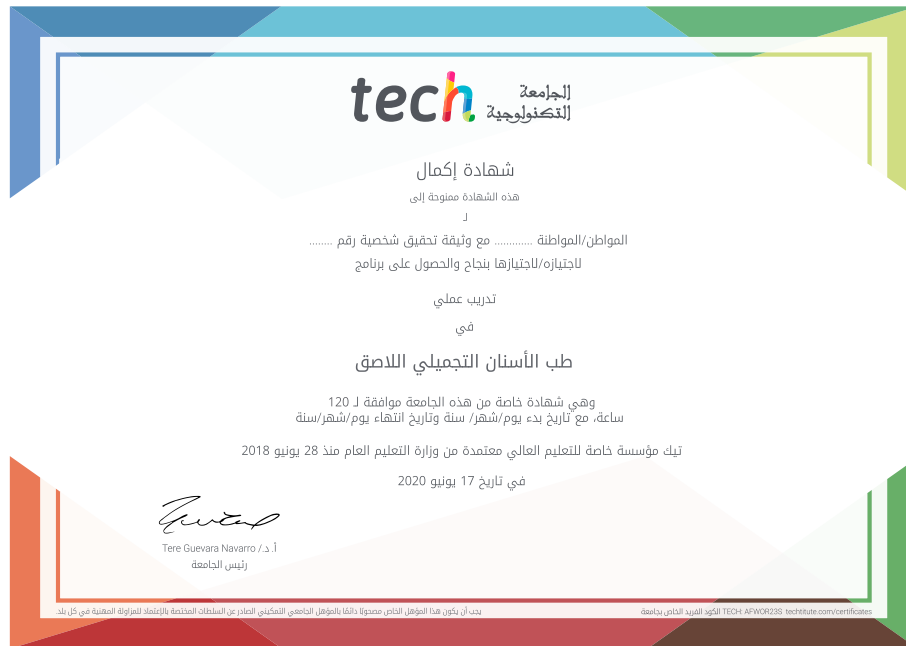 tech
الجامعة
التكنولوجية
شهادة إكمال
هذه الشهادة ممنوحة إلى
لـ
المواطن/المواطنة ............. مع وثيقة تحقيق شخصية رقم ........
لاجتيازه/لاجتيازها بنجاح والحصول على برنامج
تدريب عملي
في
طب الأسنان التجميلي اللاصق
وهي شهادة خاصة من هذه الجامعة موافقة لـ 120
ساعة، مع تاريخ بدء يوم/شهر/ سنة وتاريخ انتهاء يوم/شهر/سنة
تيك مؤسسة خاصة للتعليم العالي معتمدة من وزارة التعليم العام منذ 28 يونيو 2018
في تاريخ 17 يونيو 2020
أ.د./ Tere Guevara Navarro
رئيس الجامعة
يجب أن يكون هذا المؤهل الخاص مصحوبًا دائمًا بالمؤهل الجامعي التمكيني الصادر عن السلطات المختصة بالإعتماد للمزاولة المهنية في كل بلد.
الكود الفريد الخاص بجامعة TECH: AFWOR23S techtitute.com/certificates